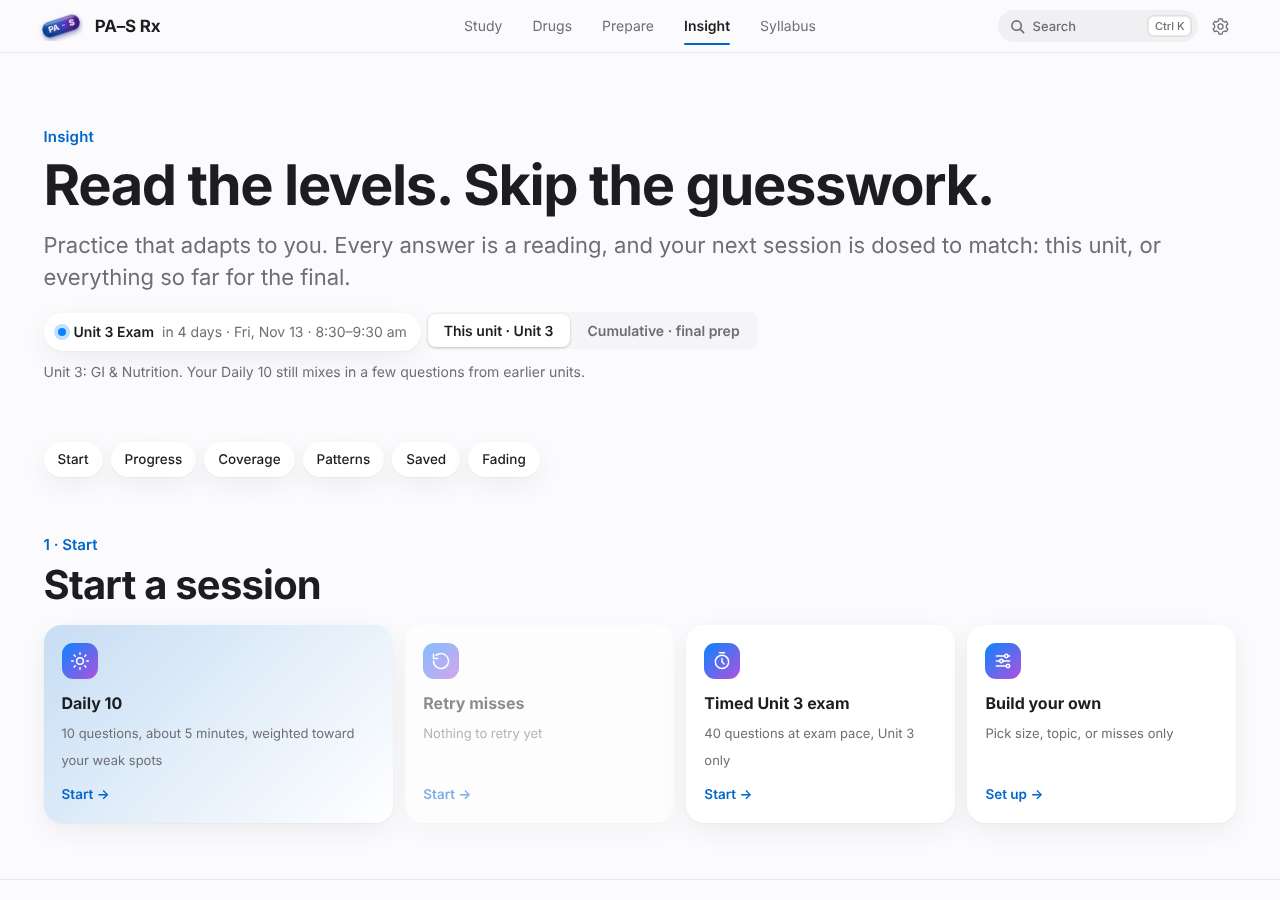 PA - S
PA–S Rx
Study
Drugs
Prepare
Insight
Syllabus
Search
Ctrl K
Insight
Read the levels. Skip the guesswork.
Practice that adapts to you. Every answer is a reading, and your next session is dosed to match: this unit, or
everything so far for the final.
Unit 3 Exam in 4 days · Fri, Nov 13 · 8:30–9:30 am
This unit · Unit 3
Cumulative · final prep
Unit 3: GI & Nutrition. Your Daily 10 still mixes in a few questions from earlier units.
Start
Progress
Coverage
Patterns
Saved
Fading
1 · Start
Start a session
Daily 10
10 questions, about 5 minutes, weighted toward
your weak spots
Start →
Retry misses
Nothing to retry yet
Start →
Timed Unit 3 exam
40 questions at exam pace, Unit 3
only
Start →
Build your own
Pick size, topic, or misses only
Set up →